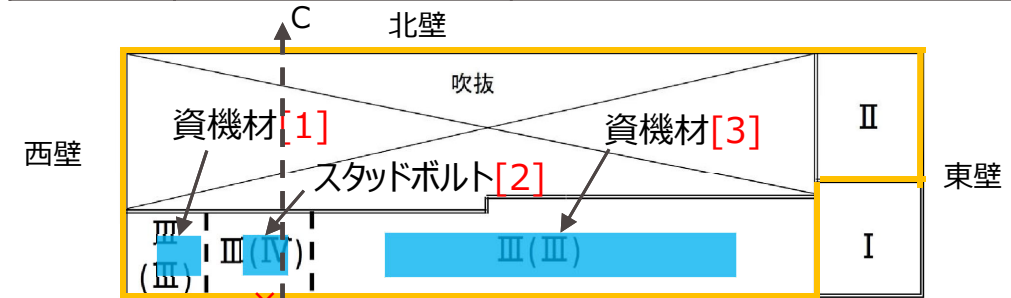 C
北壁
吹抜
資機材[1]
資機材[3]
Ⅱ
西壁
スタッドボルト[2]
東壁
Ⅲ
(Ⅲ)
Ⅲ(Ⅳ)
Ⅲ(Ⅲ)
Ⅰ